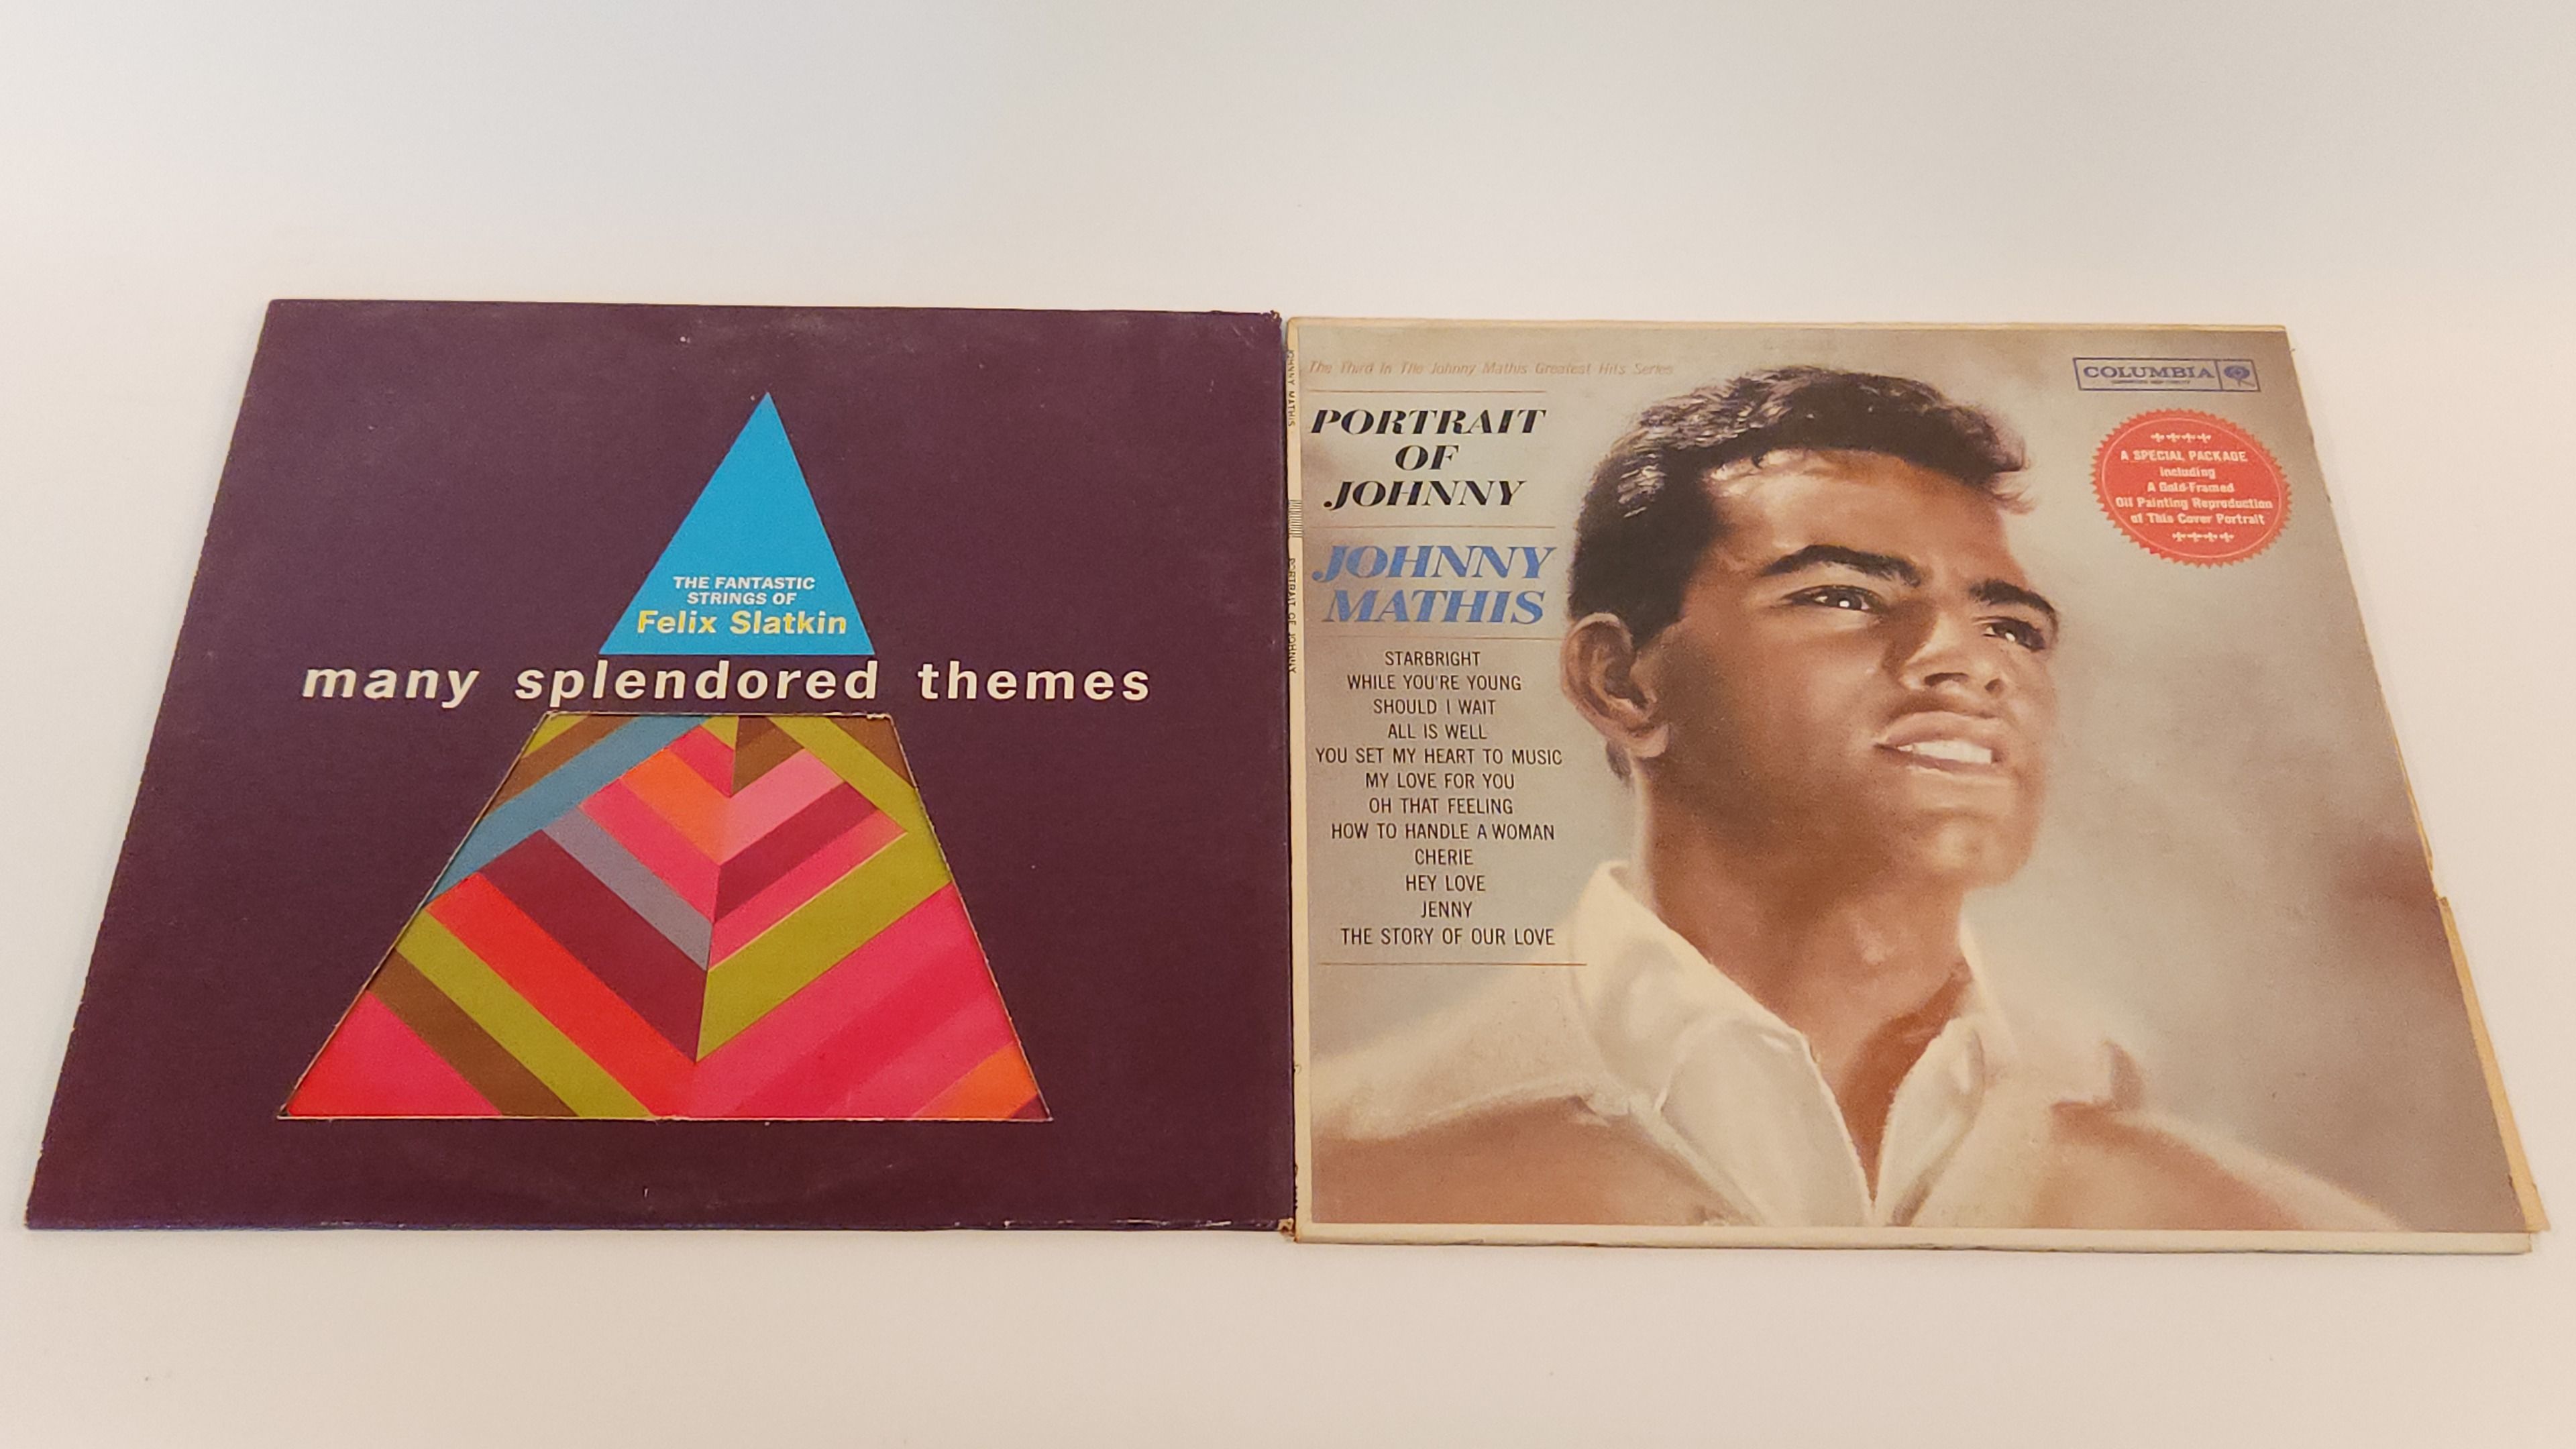 THE FANTASTIC
STRINGS OF
Felix Slatkin
many splendored themes
JOHNNY MATHIS
PORTRAIT OF JOHNNY
The Third In The Johnny Mathis Greatest Hits Series
PORTRAIT
OF
JOHNNY
JOHNNY
MATHIS
STARBRIGHT
WHILE YOU'RE YOUNG
SHOULD I WAIT
ALL IS WELL
YOU SET MY HEART TO MUSIC
MY LOVE FOR YOU
OH THAT FEELING
HOW TO HANDLE A WOMAN
CHERIE
HEY LOVE
JENNY
THE STORY OF OUR LOVE
COLUMBIA
A SPECIAL PACKAGE
including
A Gold-Framed
Oil Painting Reproduction
of This Cover Portrait